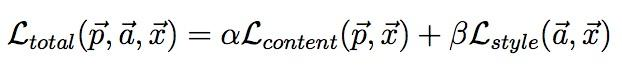 ℒ_total(p⃗, a⃗, x⃗) = αℒ_content(p⃗, x⃗) + βℒ_style(a⃗, x⃗)